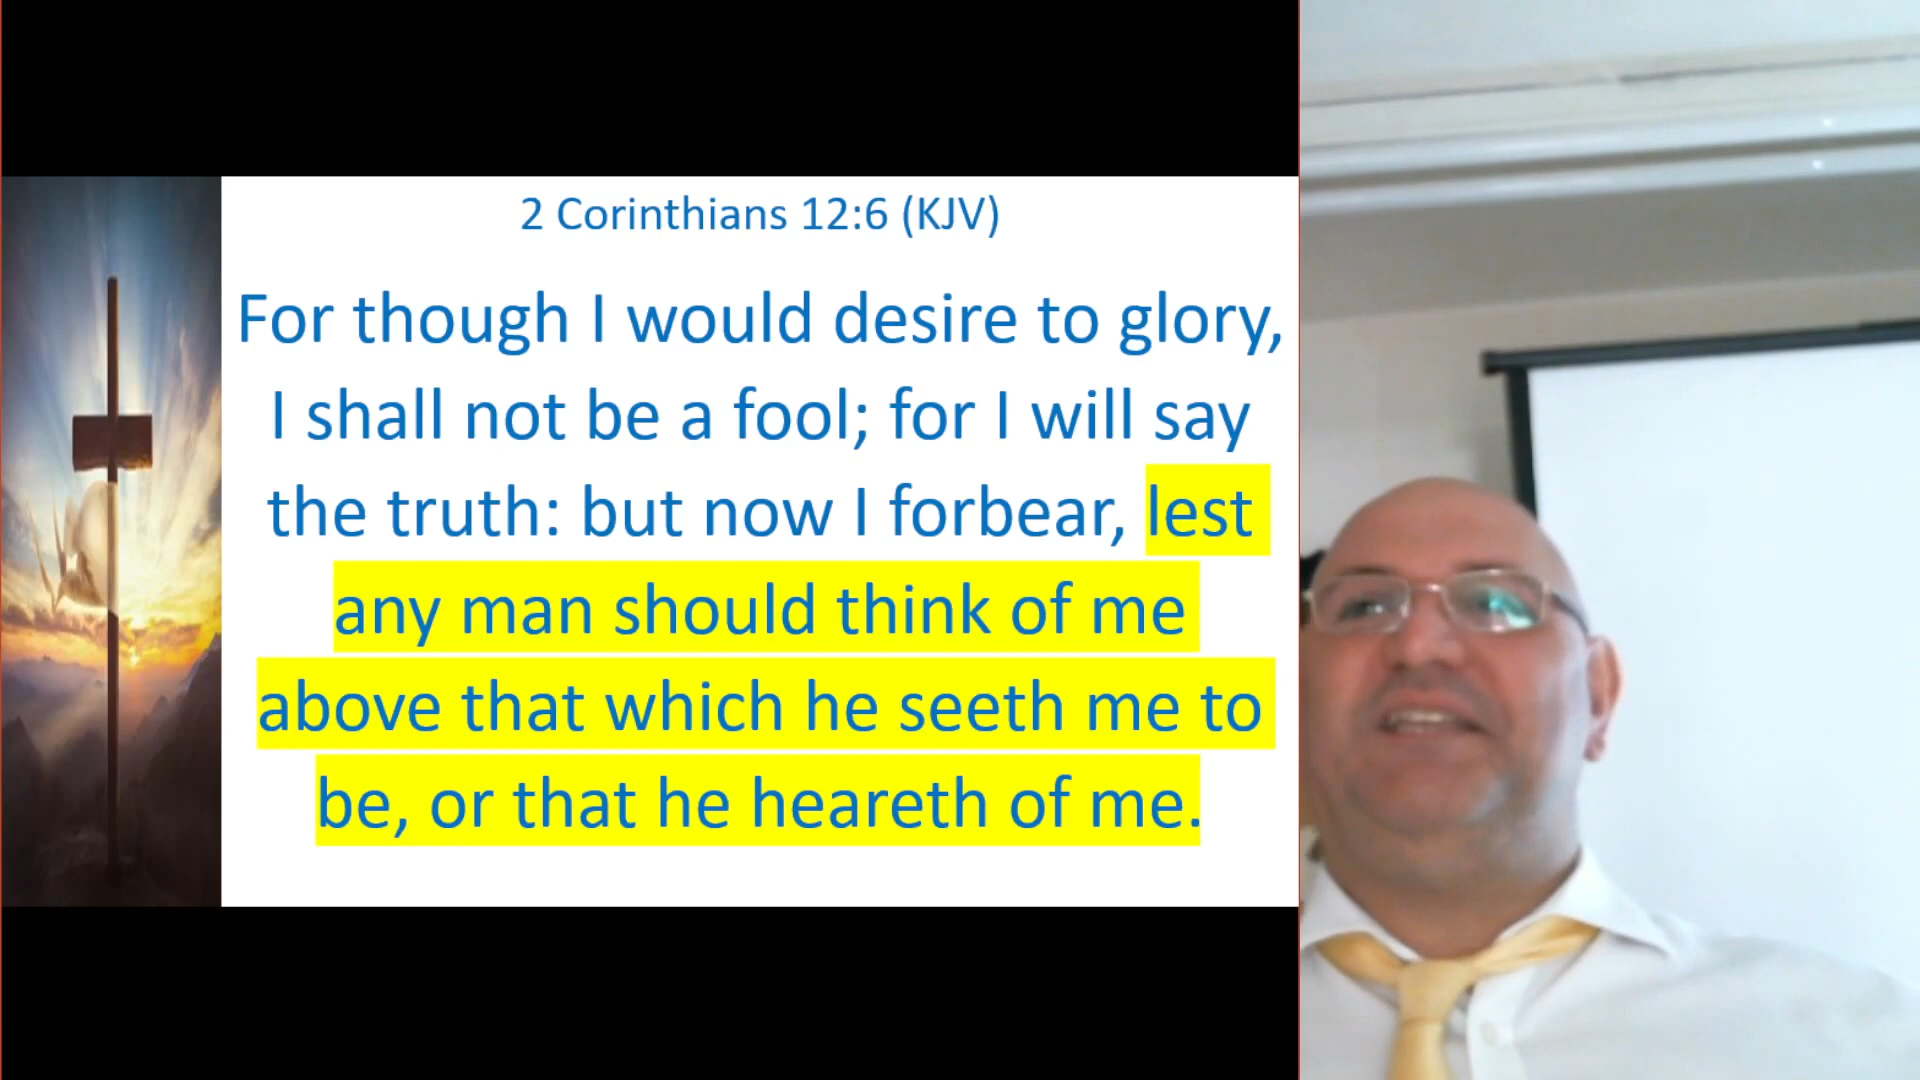 2 Corinthians 12:6 (KJV)
For though I would desire to glory,
I shall not be a fool; for I will say
the truth: but now I forbear, lest
any man should think of me
above that which he seeth me to
be, or that he heareth of me.